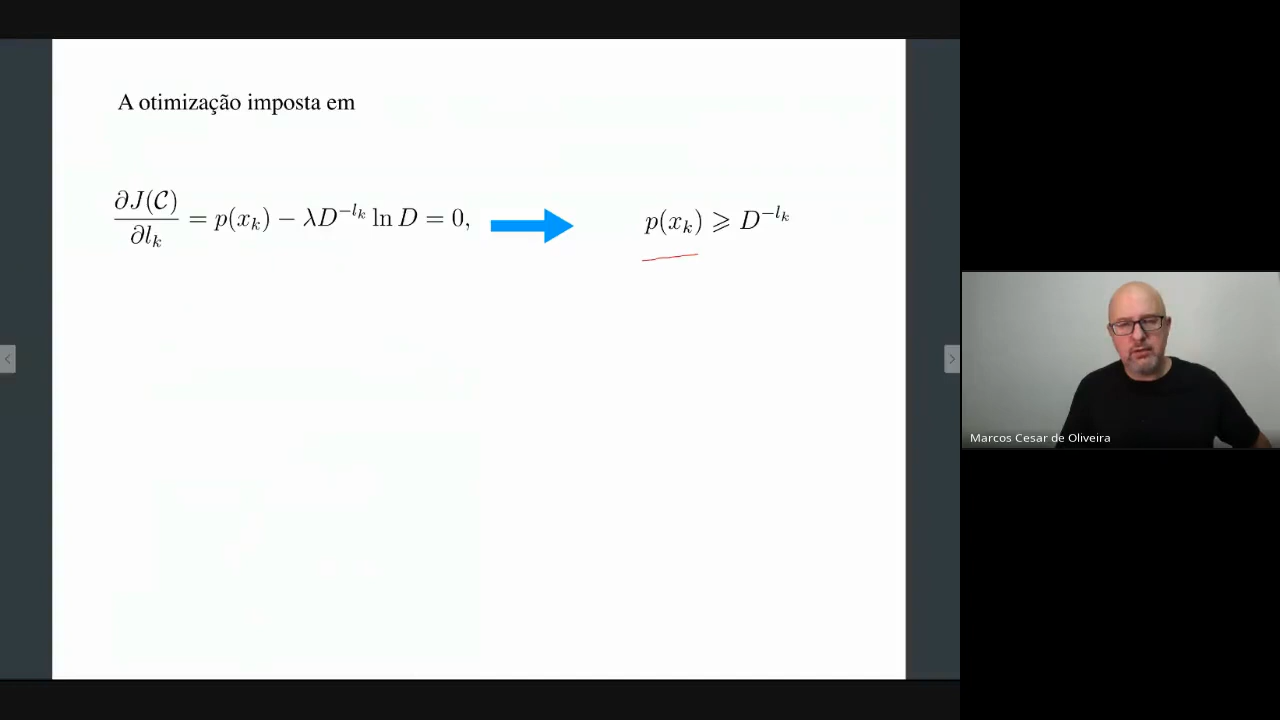 A otimização imposta em
∂J(𝒞)/∂l_k = p(x_k) − λD^{−l_k} ln D = 0,
p(x_k) ⩾ D^{−l_k}
Marcos Cesar de Oliveira